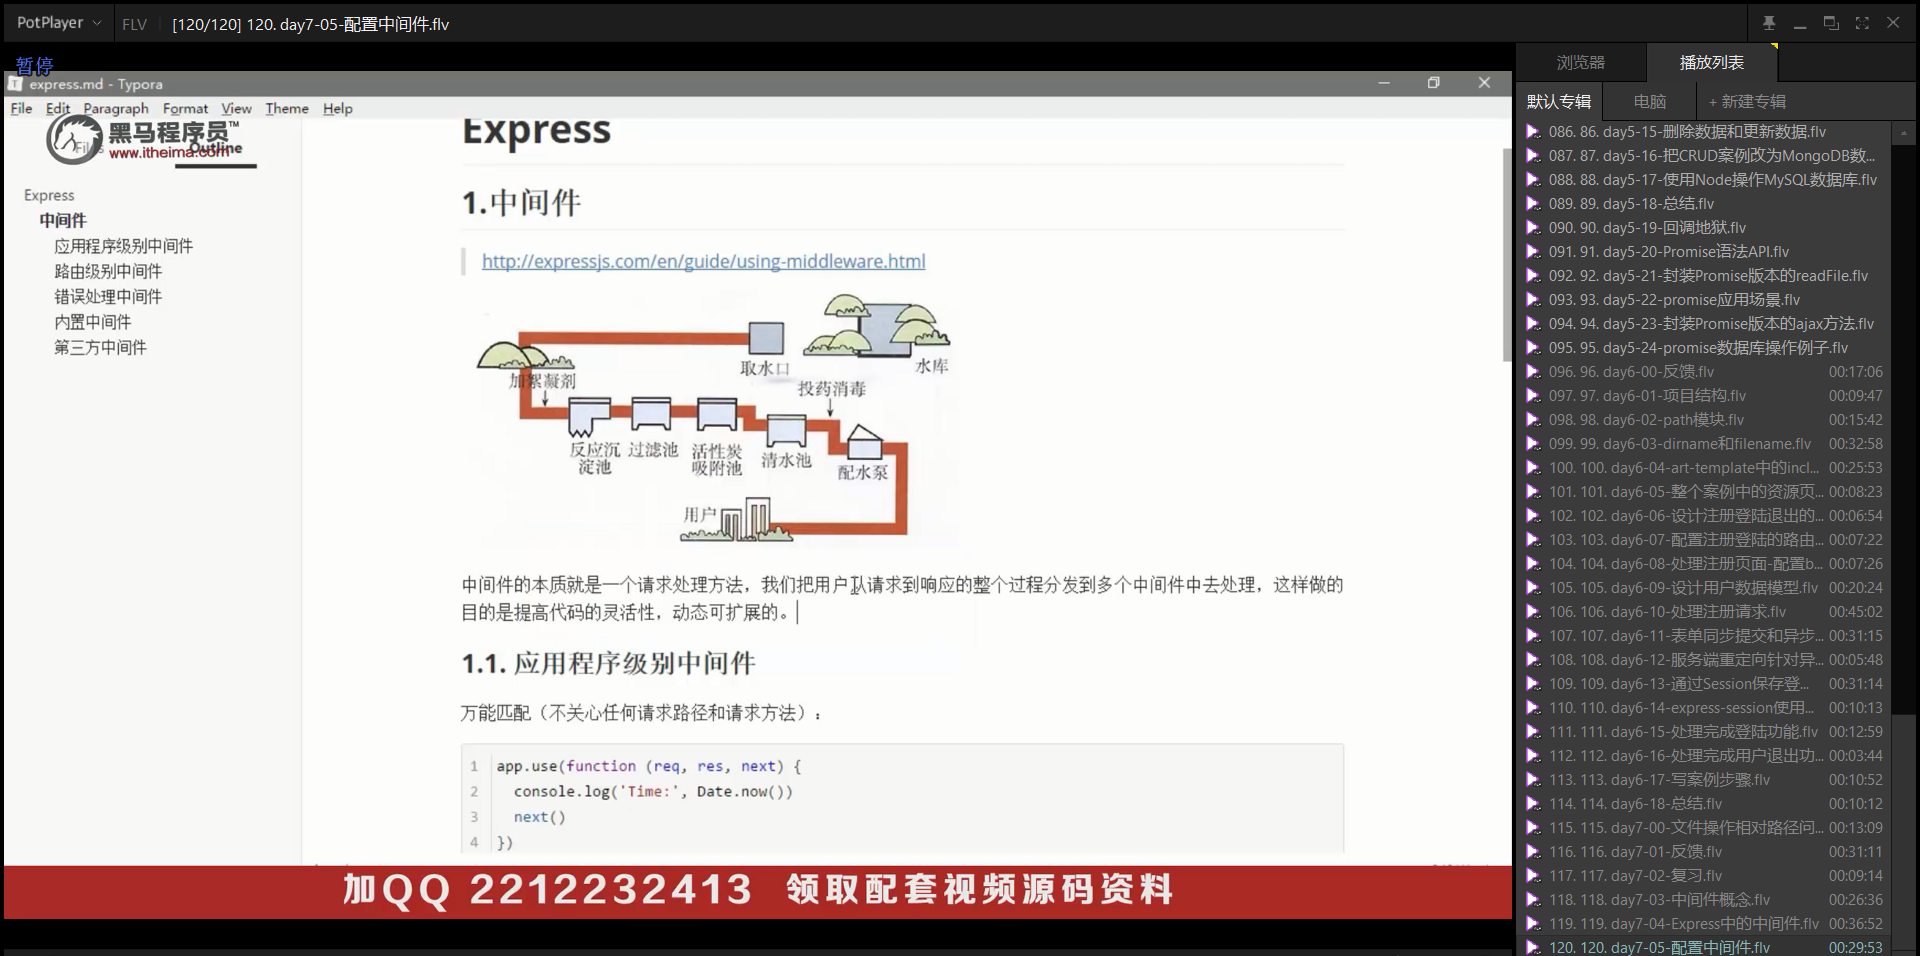 PotPlayer
FLV
[120/120] 120. day7-05-配置中间件.flv
暂停
express.md - Typora
File Edit Paragraph Format View Theme Help
黑马程序员™
www.itheima.com
Files
Outline
Express
中间件
应用程序级别中间件
路由级别中间件
错误处理中间件
内置中间件
第三方中间件
Express
1.中间件
http://expressjs.com/en/guide/using-middleware.html
取水口
水库
加絮凝剂
投药消毒
反应沉淀池
过滤池
活性炭吸附池
清水池
配水泵
用户
中间件的本质就是一个请求处理方法，我们把用户从请求到响应的整个过程分发到多个中间件中去处理，这样做的
目的是提高代码的灵活性，动态可扩展的。
1.1. 应用程序级别中间件
万能匹配（不关心任何请求路径和请求方法）：
1 app.use(function (req, res, next) {
2 console.log('Time:', Date.now())
3 next()
4 })
加QQ 2212232413 领取配套视频源码资料
浏览器 播放列表
默认专辑 电脑 + 新建专辑
086. 86. day5-15-删除数据和更新数据.flv
087. 87. day5-16-把CRUD案例改为MongoDB数...
088. 88. day5-17-使用Node操作MySQL数据库.flv
089. 89. day5-18-总结.flv
090. 90. day5-19-回调地狱.flv
091. 91. day5-20-Promise语法API.flv
092. 92. day5-21-封装Promise版本的readFile.flv
093. 93. day5-22-promise应用场景.flv
094. 94. day5-23-封装Promise版本的ajax方法.flv
095. 95. day5-24-promise数据库操作例子.flv
096. 96. day6-00-反馈.flv 00:17:06
097. 97. day6-01-项目结构.flv 00:09:47
098. 98. day6-02-path模块.flv 00:15:42
099. 99. day6-03-dirname和filename.flv 00:32:58
100. 100. day6-04-art-template中的incl... 00:25:53
101. 101. day6-05-整个案例中的资源页... 00:08:23
102. 102. day6-06-设计注册登陆退出的... 00:06:54
103. 103. day6-07-配置注册登陆的路由... 00:07:22
104. 104. day6-08-处理注册页面-配置b... 00:07:26
105. 105. day6-09-设计用户数据模型.flv 00:20:24
106. 106. day6-10-处理注册请求.flv 00:45:02
107. 107. day6-11-表单同步提交和异步... 00:31:15
108. 108. day6-12-服务端重定向针对异... 00:05:48
109. 109. day6-13-通过Session保存登... 00:31:14
110. 110. day6-14-express-session使用... 00:10:13
111. 111. day6-15-处理完成登陆功能.flv 00:12:59
112. 112. day6-16-处理完成用户退出功... 00:03:44
113. 113. day6-17-写案例步骤.flv 00:10:52
114. 114. day6-18-总结.flv 00:10:12
115. 115. day7-00-文件操作相对路径问... 00:13:09
116. 116. day7-01-反馈.flv 00:31:11
117. 117. day7-02-复习.flv 00:09:14
118. 118. day7-03-中间件概念.flv 00:26:36
119. 119. day7-04-Express中的中间件.flv 00:36:52
120. 120. day7-05-配置中间件.flv 00:29:53